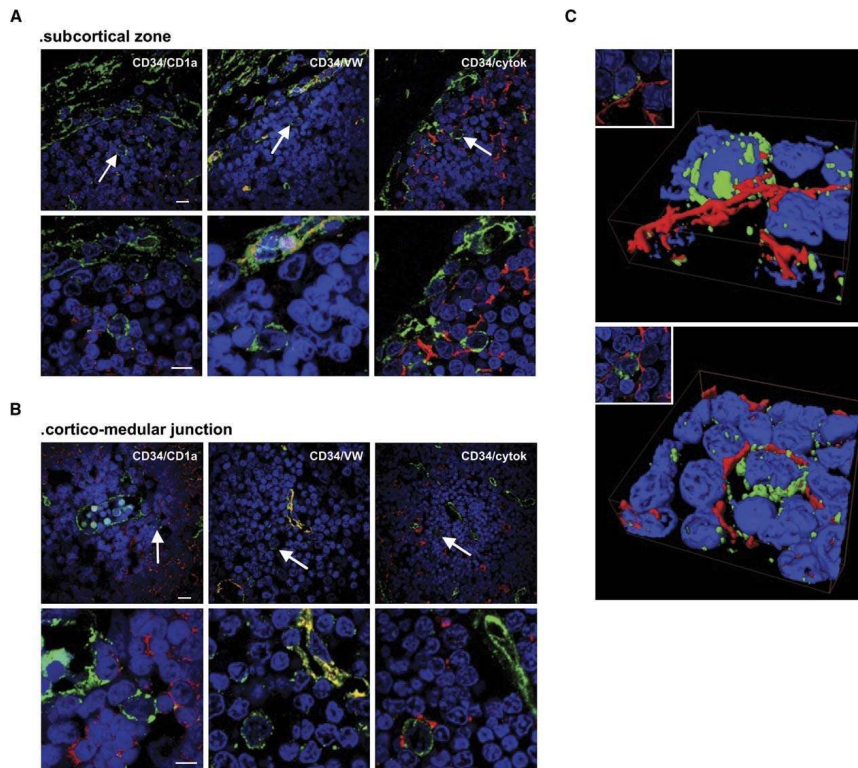 A
.subcortical zone
CD34/CD1a
CD34/VW
CD34/cytok
B
.cortico-medular junction
CD34/CD1a
CD34/VW
CD34/cytok
C